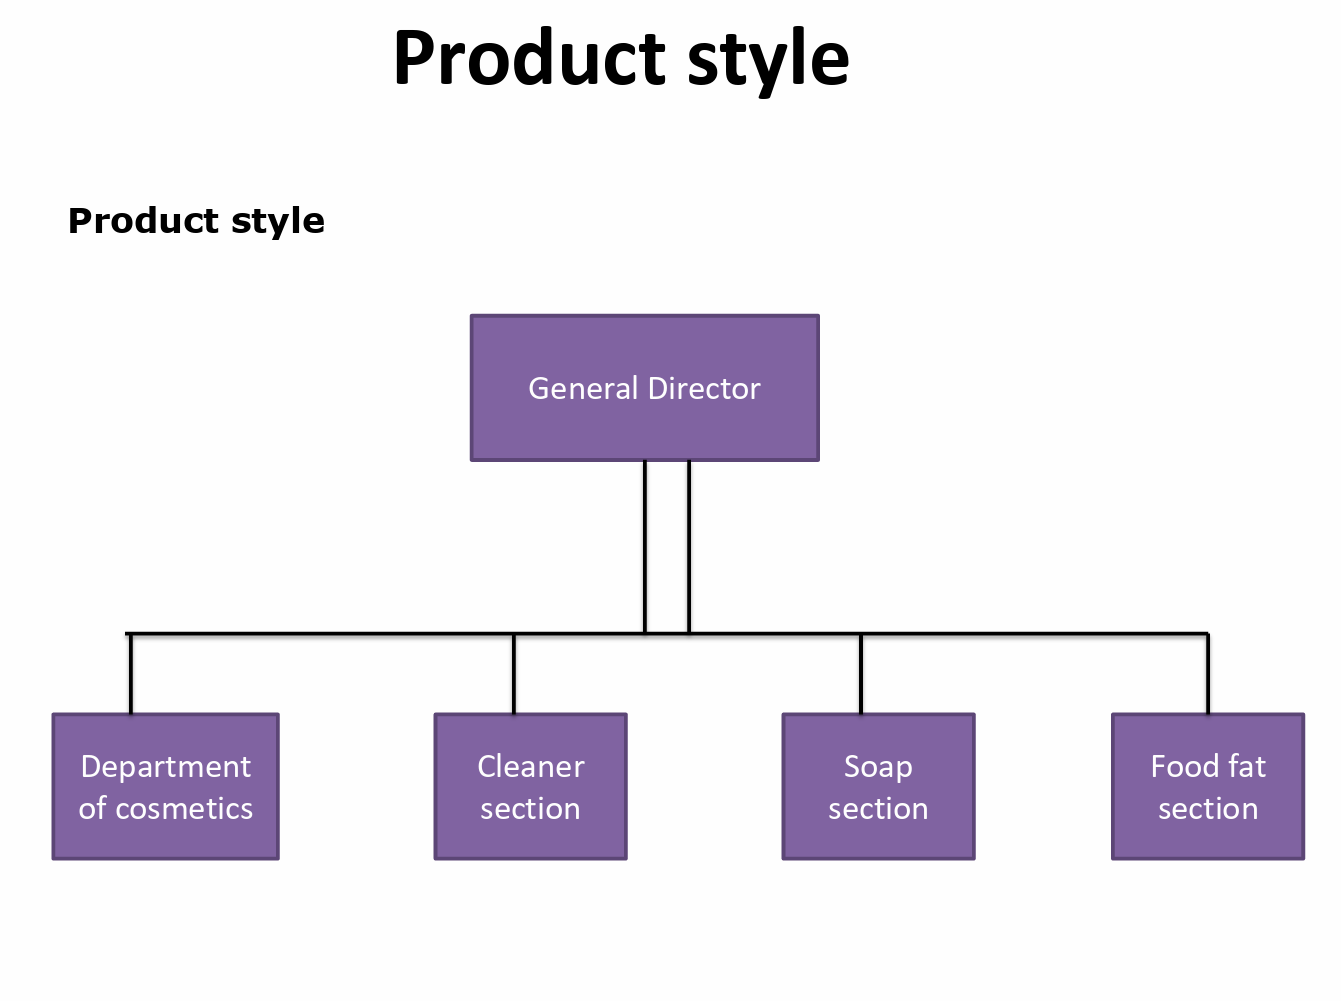 Product style
Product style
General Director
Department
of cosmetics
Cleaner
section
Soap
section
Food fat
section